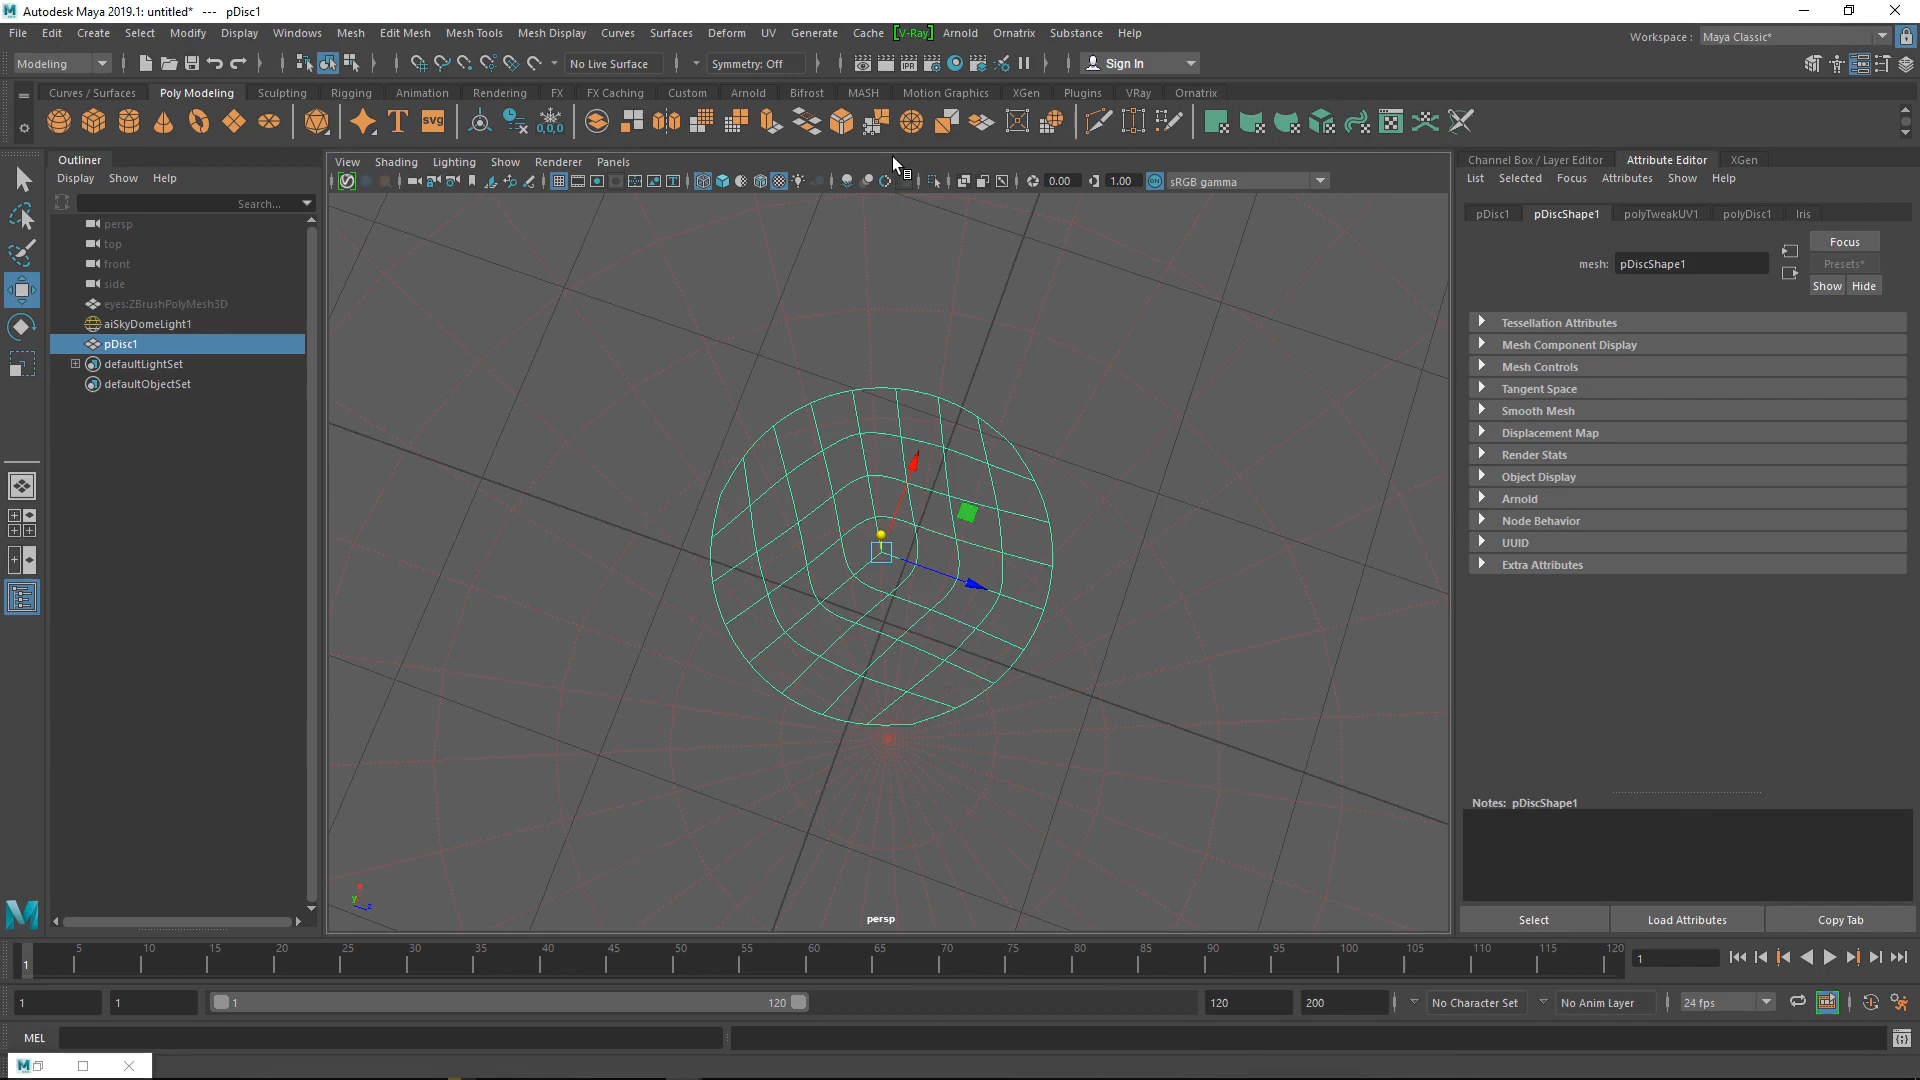 Autodesk Maya 2019.1: untitled*   ---   pDisc1
File Edit Create Select Modify Display Windows Mesh Edit Mesh Mesh Tools Mesh Display Curves Surfaces Deform UV Generate Cache [V-Ray] Arnold Ornatrix Substance Help
Workspace : Maya Classic*
Modeling No Live Surface Symmetry: Off IPR Sign In
Curves / Surfaces Poly Modeling Sculpting Rigging Animation Rendering FX FX Caching Custom Arnold Bifrost MASH Motion Graphics XGen Plugins VRay Ornatrix
T svg 0,0,0
Outliner
Display Show Help
Search...
persp
top
front
side
eyes:ZBrushPolyMesh3D
aiSkyDomeLight1
pDisc1
defaultLightSet
defaultObjectSet
View Shading Lighting Show Renderer Panels
0.00 1.00 ON sRGB gamma
y z
persp
Channel Box / Layer Editor Attribute Editor XGen
List Selected Focus Attributes Show Help
pDisc1 pDiscShape1 polyTweakUV1 polyDisc1 Iris
Focus
mesh: pDiscShape1
Presets*
Show Hide
Tessellation Attributes
Mesh Component Display
Mesh Controls
Tangent Space
Smooth Mesh
Displacement Map
Render Stats
Object Display
Arnold
Node Behavior
UUID
Extra Attributes
Notes: pDiscShape1
Select Load Attributes Copy Tab
1 5 10 15 20 25 30 35 40 45 50 55 60 65 70 75 80 85 90 95 100 105 110 115 120 1
1 1 1 120 120 200 No Character Set No Anim Layer 24 fps
MEL